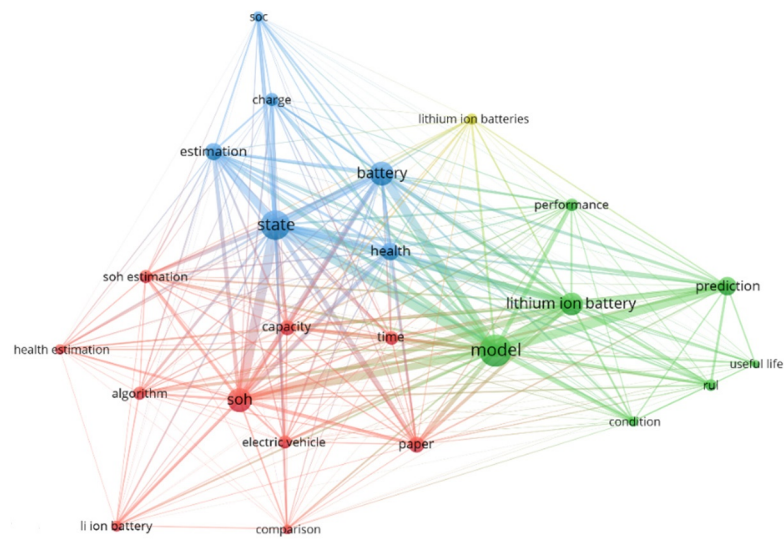 soc
charge
lithium ion batteries
estimation
battery
performance
state
health
soh estimation
prediction
lithium ion battery
capacity
time
health estimation
model
useful life
rul
algorithm
soh
condition
electric vehicle
paper
li ion battery
comparison